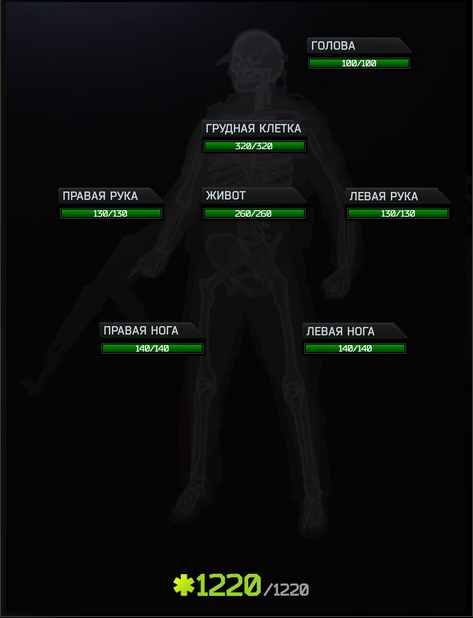 ГОЛОВА
100/100
ГРУДНАЯ КЛЕТКА
320/320
ПРАВАЯ РУКА
130/130
ЖИВОТ
260/260
ЛЕВАЯ РУКА
130/130
ПРАВАЯ НОГА
140/140
ЛЕВАЯ НОГА
140/140
✱1220/1220